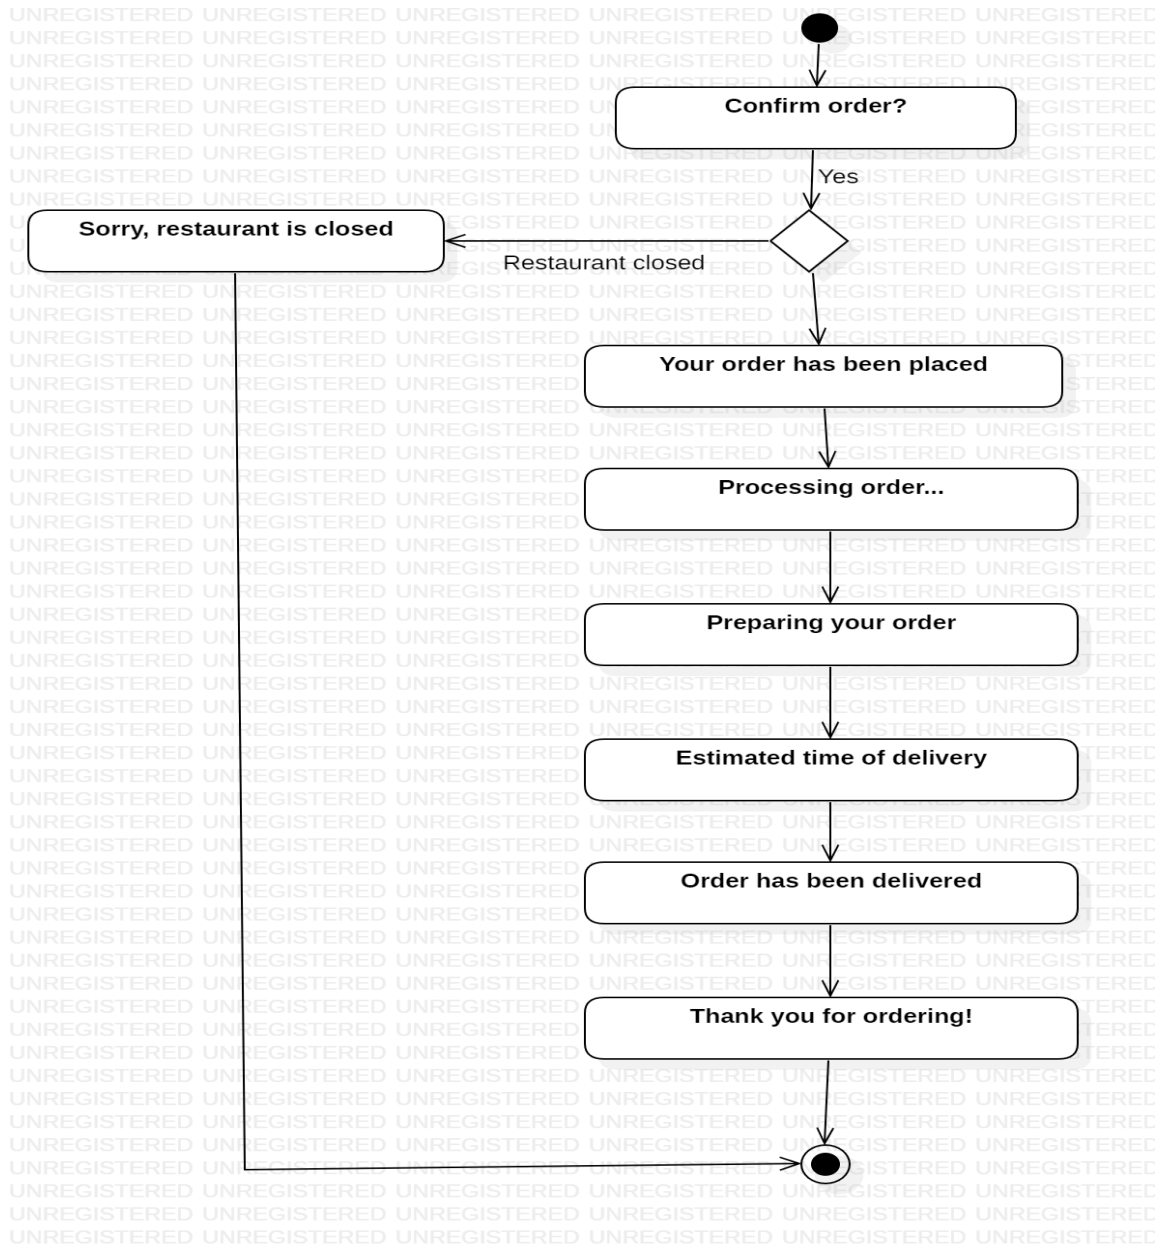 Confirm order?
Yes
Sorry, restaurant is closed
Restaurant closed
Your order has been placed
Processing order...
Preparing your order
Estimated time of delivery
Order has been delivered
Thank you for ordering!
UNREGISTERED